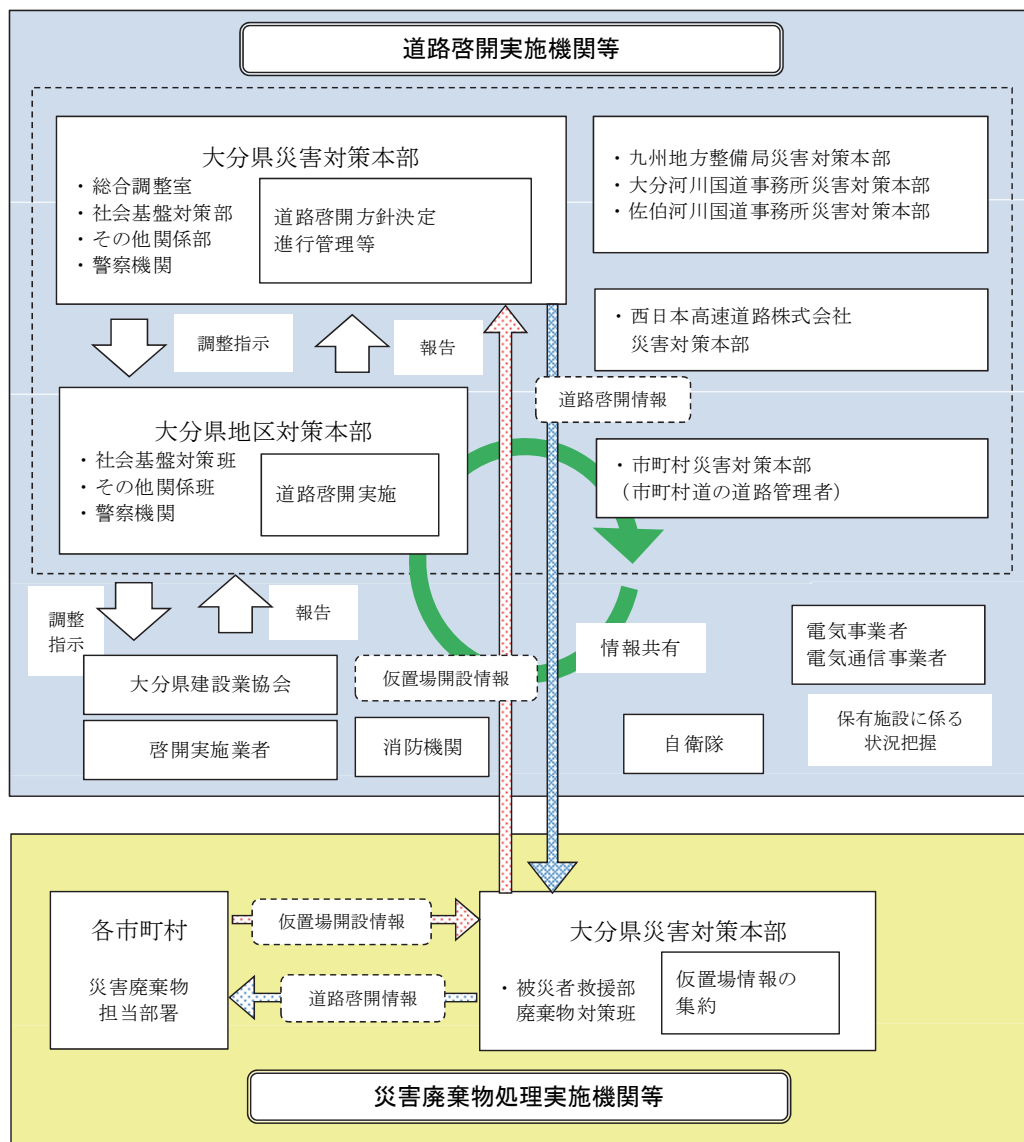 道路啓開実施機関等
大分県災害対策本部
・総合調整室
・社会基盤対策部
・その他関係部
・警察機関
道路啓開方針決定
進行管理等
・九州地方整備局災害対策本部
・大分河川国道事務所災害対策本部
・佐伯河川国道事務所災害対策本部
・西日本高速道路株式会社
災害対策本部
調整指示
報告
道路啓開情報
大分県地区対策本部
・社会基盤対策班
・その他関係班
・警察機関
道路啓開実施
・市町村災害対策本部
（市町村道の道路管理者）
調整
指示
報告
情報共有
電気事業者
電気通信事業者
大分県建設業協会
仮置場開設情報
啓開実施業者
消防機関
自衛隊
保有施設に係る
状況把握
各市町村
災害廃棄物
担当部署
仮置場開設情報
道路啓開情報
大分県災害対策本部
・被災者救援部
廃棄物対策班
仮置場情報の
集約
災害廃棄物処理実施機関等